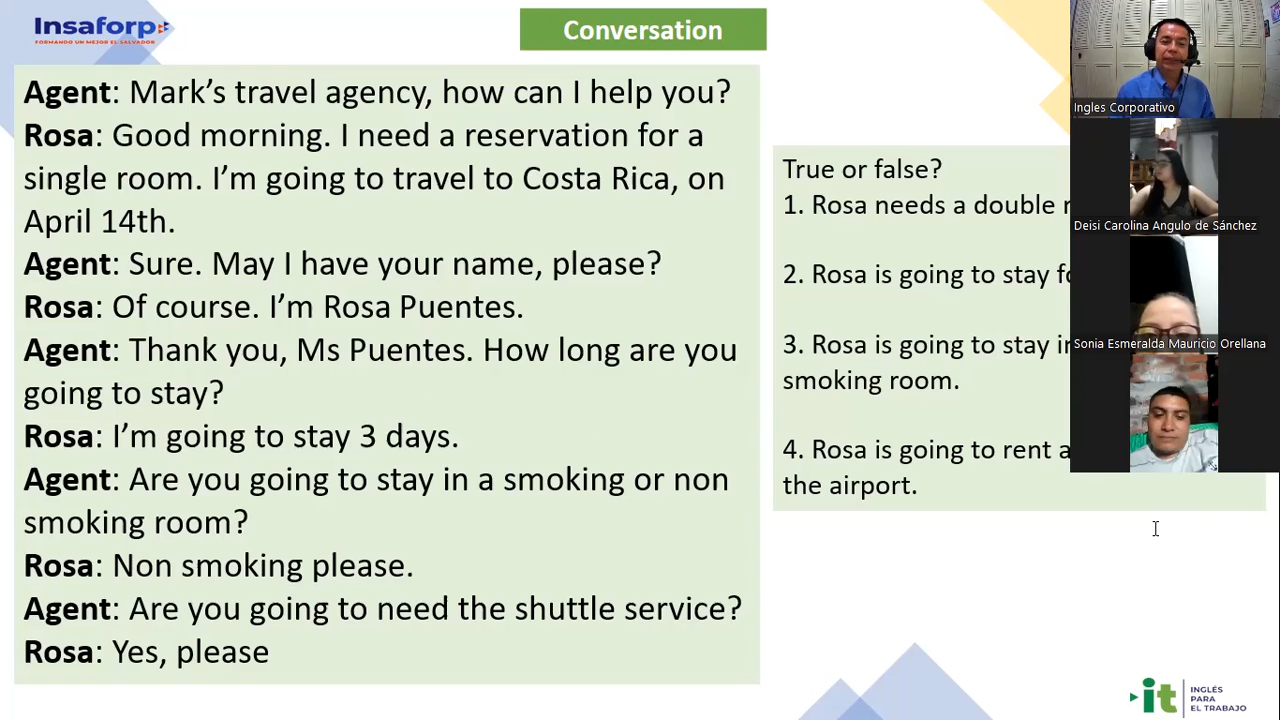 Insaforp
FORMANDO UN MEJOR EL SALVADOR
Conversation
Agent: Mark’s travel agency, how can I help you?
Rosa: Good morning. I need a reservation for a
single room. I’m going to travel to Costa Rica, on
April 14th.
Agent: Sure. May I have your name, please?
Rosa: Of course. I’m Rosa Puentes.
Agent: Thank you, Ms Puentes. How long are you
going to stay?
Rosa: I’m going to stay 3 days.
Agent: Are you going to stay in a smoking or non
smoking room?
Rosa: Non smoking please.
Agent: Are you going to need the shuttle service?
Rosa: Yes, please
True or false?
1. Rosa needs a double
2. Rosa is going to stay
3. Rosa is going to stay
smoking room.
4. Rosa is going to rent
the airport.
Ingles Corporativo
Deisi Carolina Angulo de Sánchez
Sonia Esmeralda Mauricio Orellana
it
INGLÉS
PARA
EL TRABAJO